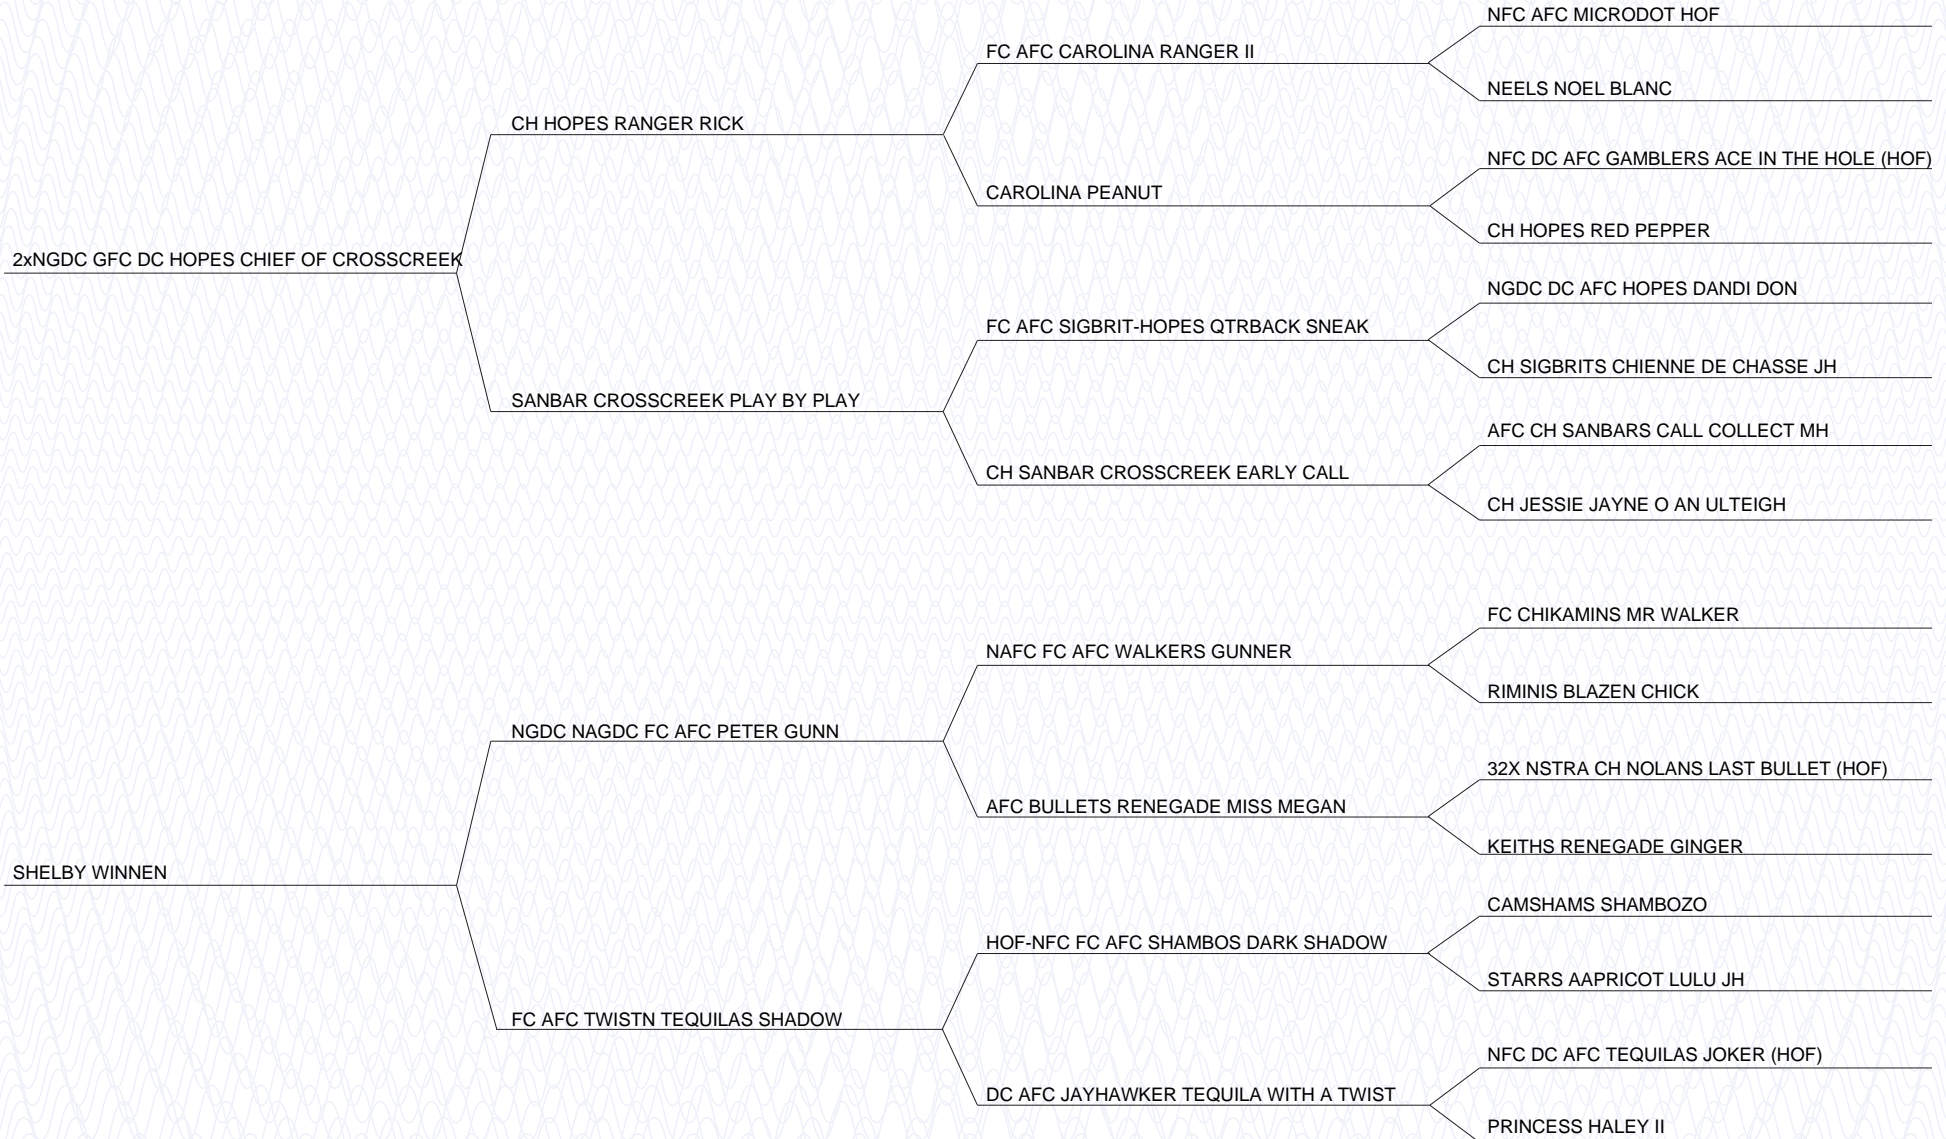 NFC AFC MICRODOT HOF
FC AFC CAROLINA RANGER II
NEELS NOEL BLANC
CH HOPES RANGER RICK
NFC DC AFC GAMBLERS ACE IN THE HOLE (HOF)
CAROLINA PEANUT
CH HOPES RED PEPPER
2xNGDC GFC DC HOPES CHIEF OF CROSSCREEK
NGDC DC AFC HOPES DANDI DON
FC AFC SIGBRIT-HOPES QTRBACK SNEAK
CH SIGBRITS CHIENNE DE CHASSE JH
SANBAR CROSSCREEK PLAY BY PLAY
AFC CH SANBARS CALL COLLECT MH
CH SANBAR CROSSCREEK EARLY CALL
CH JESSIE JAYNE O AN ULTEIGH
FC CHIKAMINS MR WALKER
NAFC FC AFC WALKERS GUNNER
RIMINIS BLAZEN CHICK
NGDC NAGDC FC AFC PETER GUNN
32X NSTRA CH NOLANS LAST BULLET (HOF)
AFC BULLETS RENEGADE MISS MEGAN
KEITHS RENEGADE GINGER
SHELBY WINNEN
CAMSHAMS SHAMBOZO
HOF-NFC FC AFC SHAMBOS DARK SHADOW
STARRS AAPRICOT LULU JH
FC AFC TWISTN TEQUILAS SHADOW
NFC DC AFC TEQUILAS JOKER (HOF)
DC AFC JAYHAWKER TEQUILA WITH A TWIST
PRINCESS HALEY II